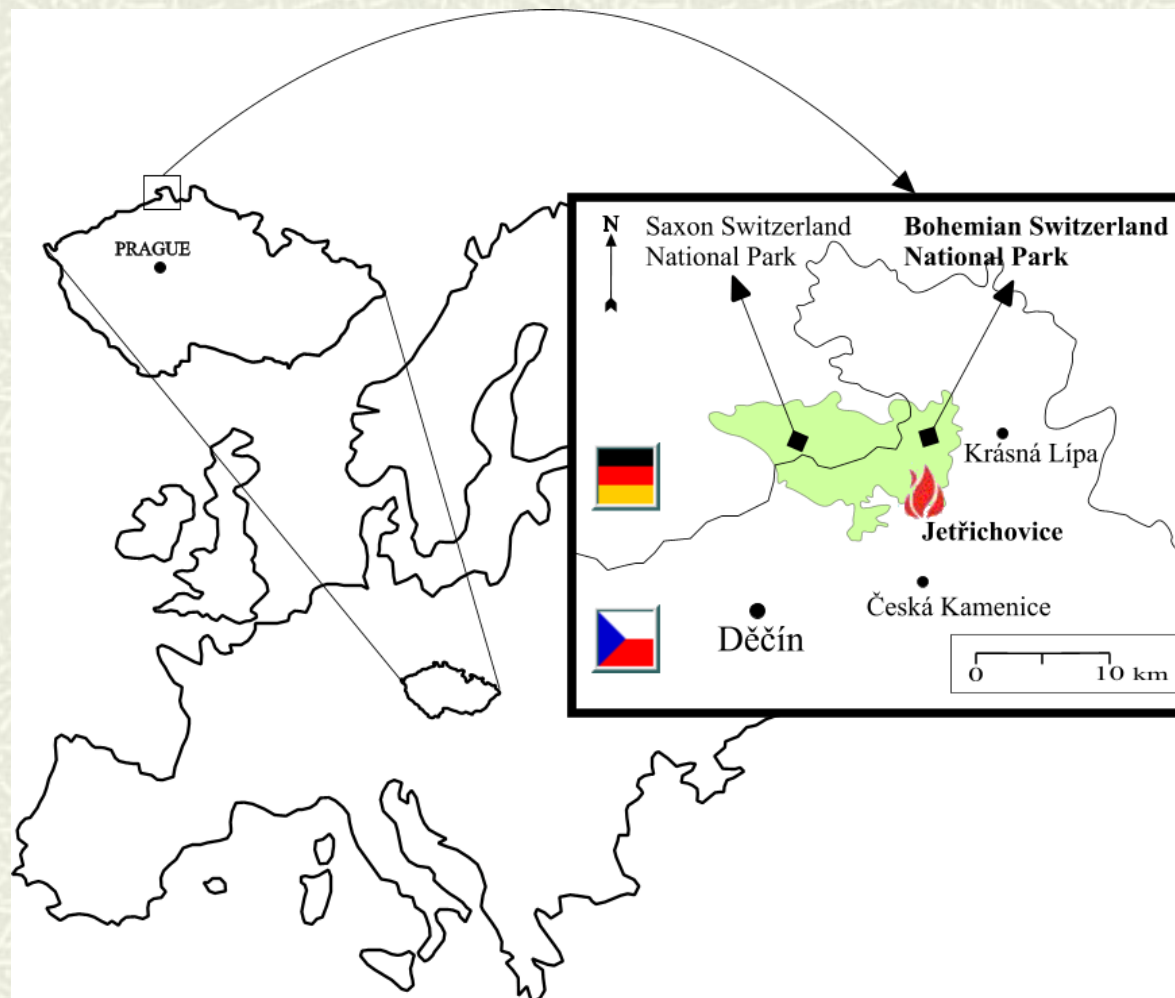 PRAGUE
N
Saxon Switzerland
National Park
Bohemian Switzerland
National Park
Krásná Lípa
Jetřichovice
Česká Kamenice
Děčín
0 10 km